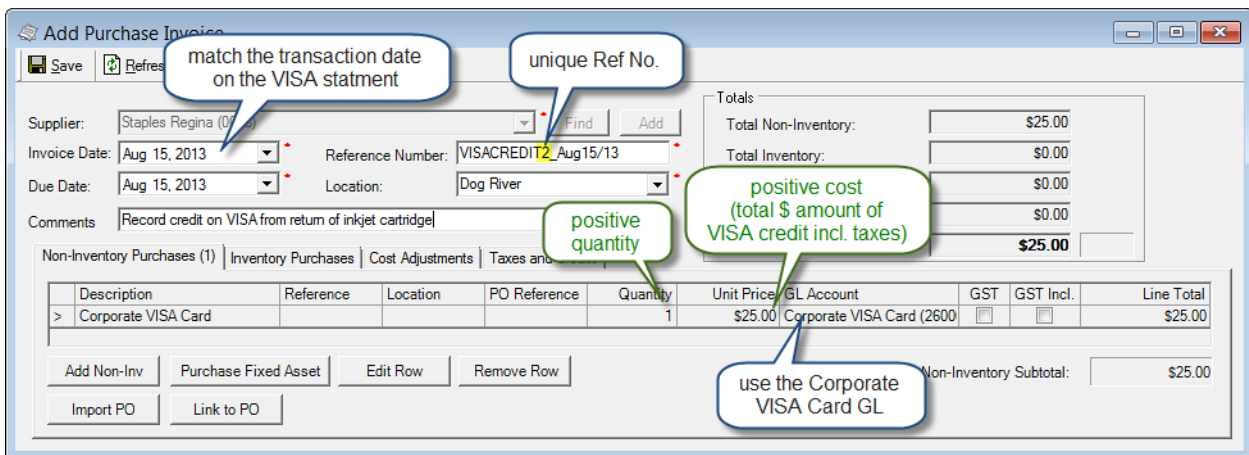 Add Purchase Invoice
Save Refres
match the transaction date
on the VISA statment
unique Ref No.
Supplier: Staples Regina Find Add
Invoice Date: Aug 15, 2013 Reference Number: VISACREDIT2_Aug15/13
Due Date: Aug 15, 2013 Location: Dog River
Comments Record credit on VISA from return of inkjet cartridge
Totals
Total Non-Inventory: $25.00
Total Inventory: $0.00
$0.00
$0.00
$25.00
positive
quantity
positive cost
(total $ amount of
VISA credit incl. taxes)
Non-Inventory Purchases (1) Inventory Purchases Cost Adjustments Taxes and
Description Reference Location PO Reference Quantity Unit Price GL Account GST GST Incl. Line Total
> Corporate VISA Card 1 $25.00 Corporate VISA Card (2600 $25.00
Add Non-Inv Purchase Fixed Asset Edit Row Remove Row Non-Inventory Subtotal: $25.00
Import PO Link to PO
use the Corporate
VISA Card GL